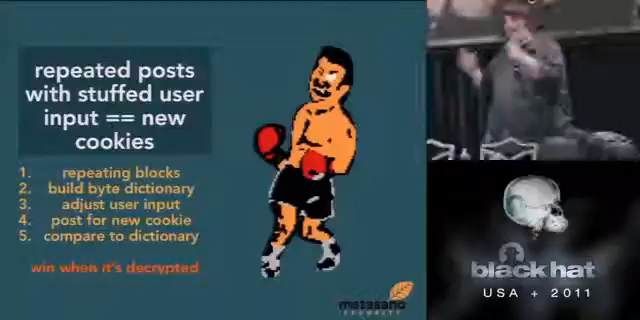 repeated posts
with stuffed user
input == new
cookies
1. repeating blocks
2. build byte dictionary
3. adjust user input
4. post for new cookie
5. compare to dictionary
win when it's decrypted
matasano
SECURITY
black hat
USA + 2011